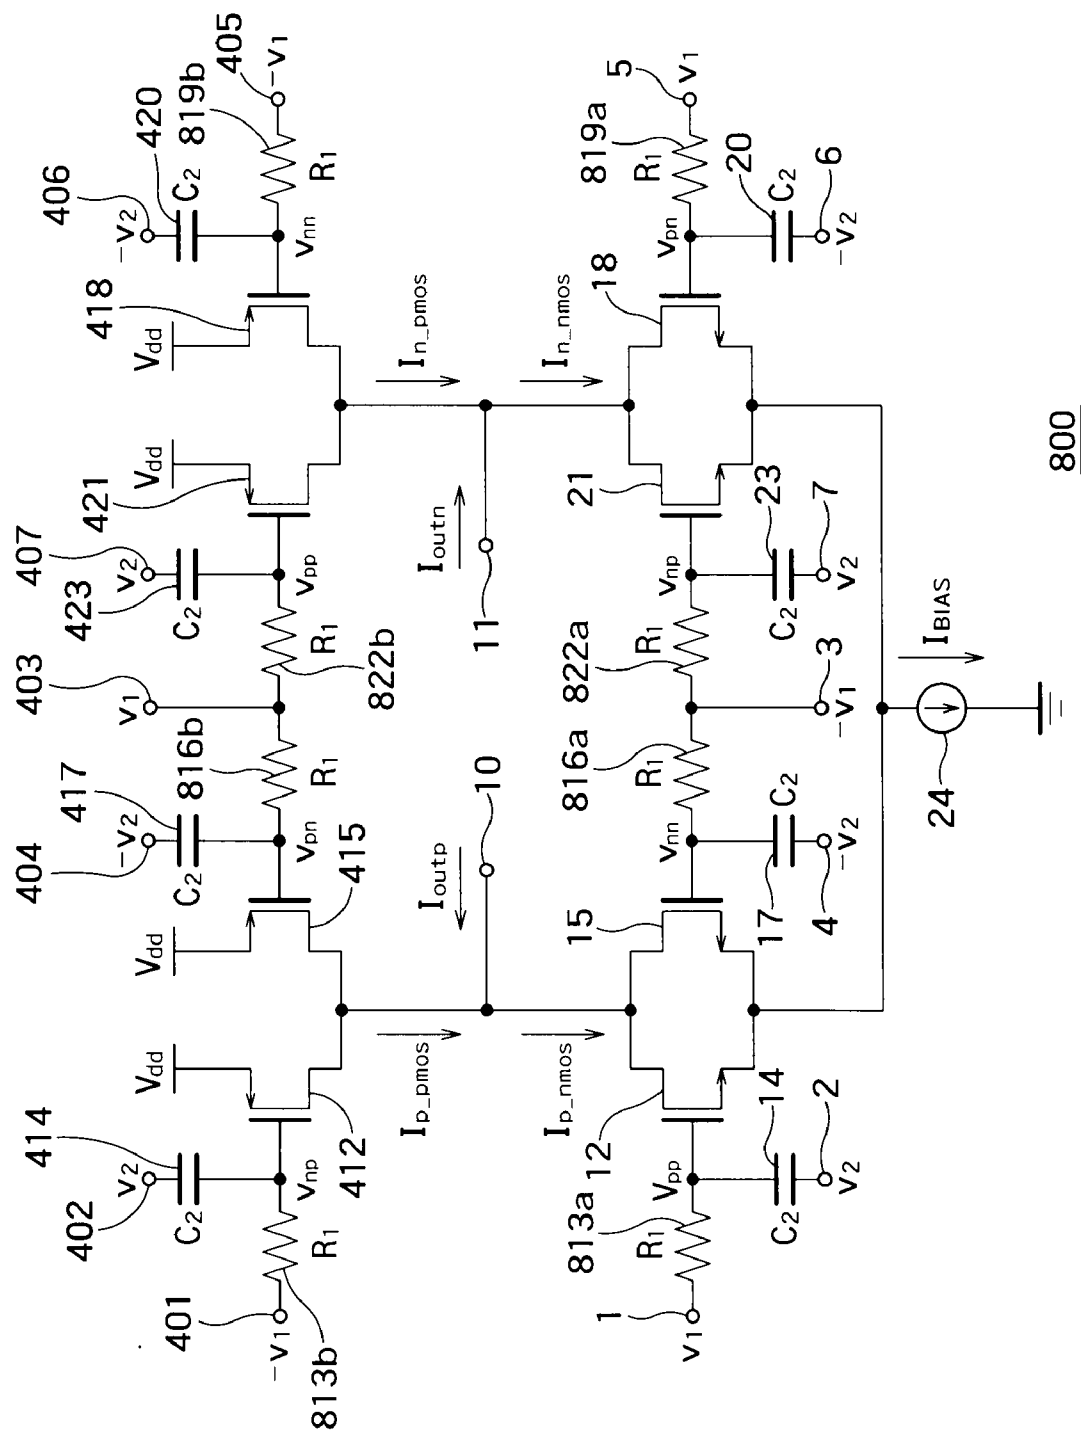 406
-v2
420
C2
819b
405
-v1
R1
vnn
418
Vdd
407
v2
423
C2
421
Vdd
vpp
R1
822b
403
v1
816b
R1
417
404
-v2
C2
vpn
415
Vdd
414
402
v2
C2
Vdd
412
vnp
R1
401
-v1
813b
In_pmos
In_nmos
Ioutn
11
Ioutp
10
Ip_pmos
Ip_nmos
819a
5
v1
R1
20
C2
6
-v2
vpn
18
21
vnp
23
C2
7
v2
822a
R1
3
-v1
816a
R1
vnn
C2
17
4
-v2
15
12
Vpp
813a
R1
1
v1
14
C2
2
v2
IBIAS
24
800